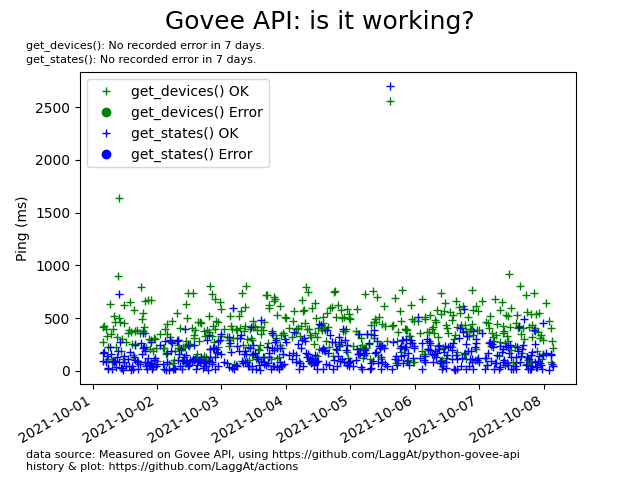 Govee API: is it working?
get_devices(): No recorded error in 7 days.
get_states(): No recorded error in 7 days.
get_devices() OK
get_devices() Error
get_states() OK
get_states() Error
Ping (ms)
2500
2000
1500
1000
500
0
2021-10-01
2021-10-02
2021-10-03
2021-10-04
2021-10-05
2021-10-06
2021-10-07
2021-10-08
data source: Measured on Govee API, using https://github.com/LaggAt/python-govee-api
history & plot: https://github.com/LaggAt/actions